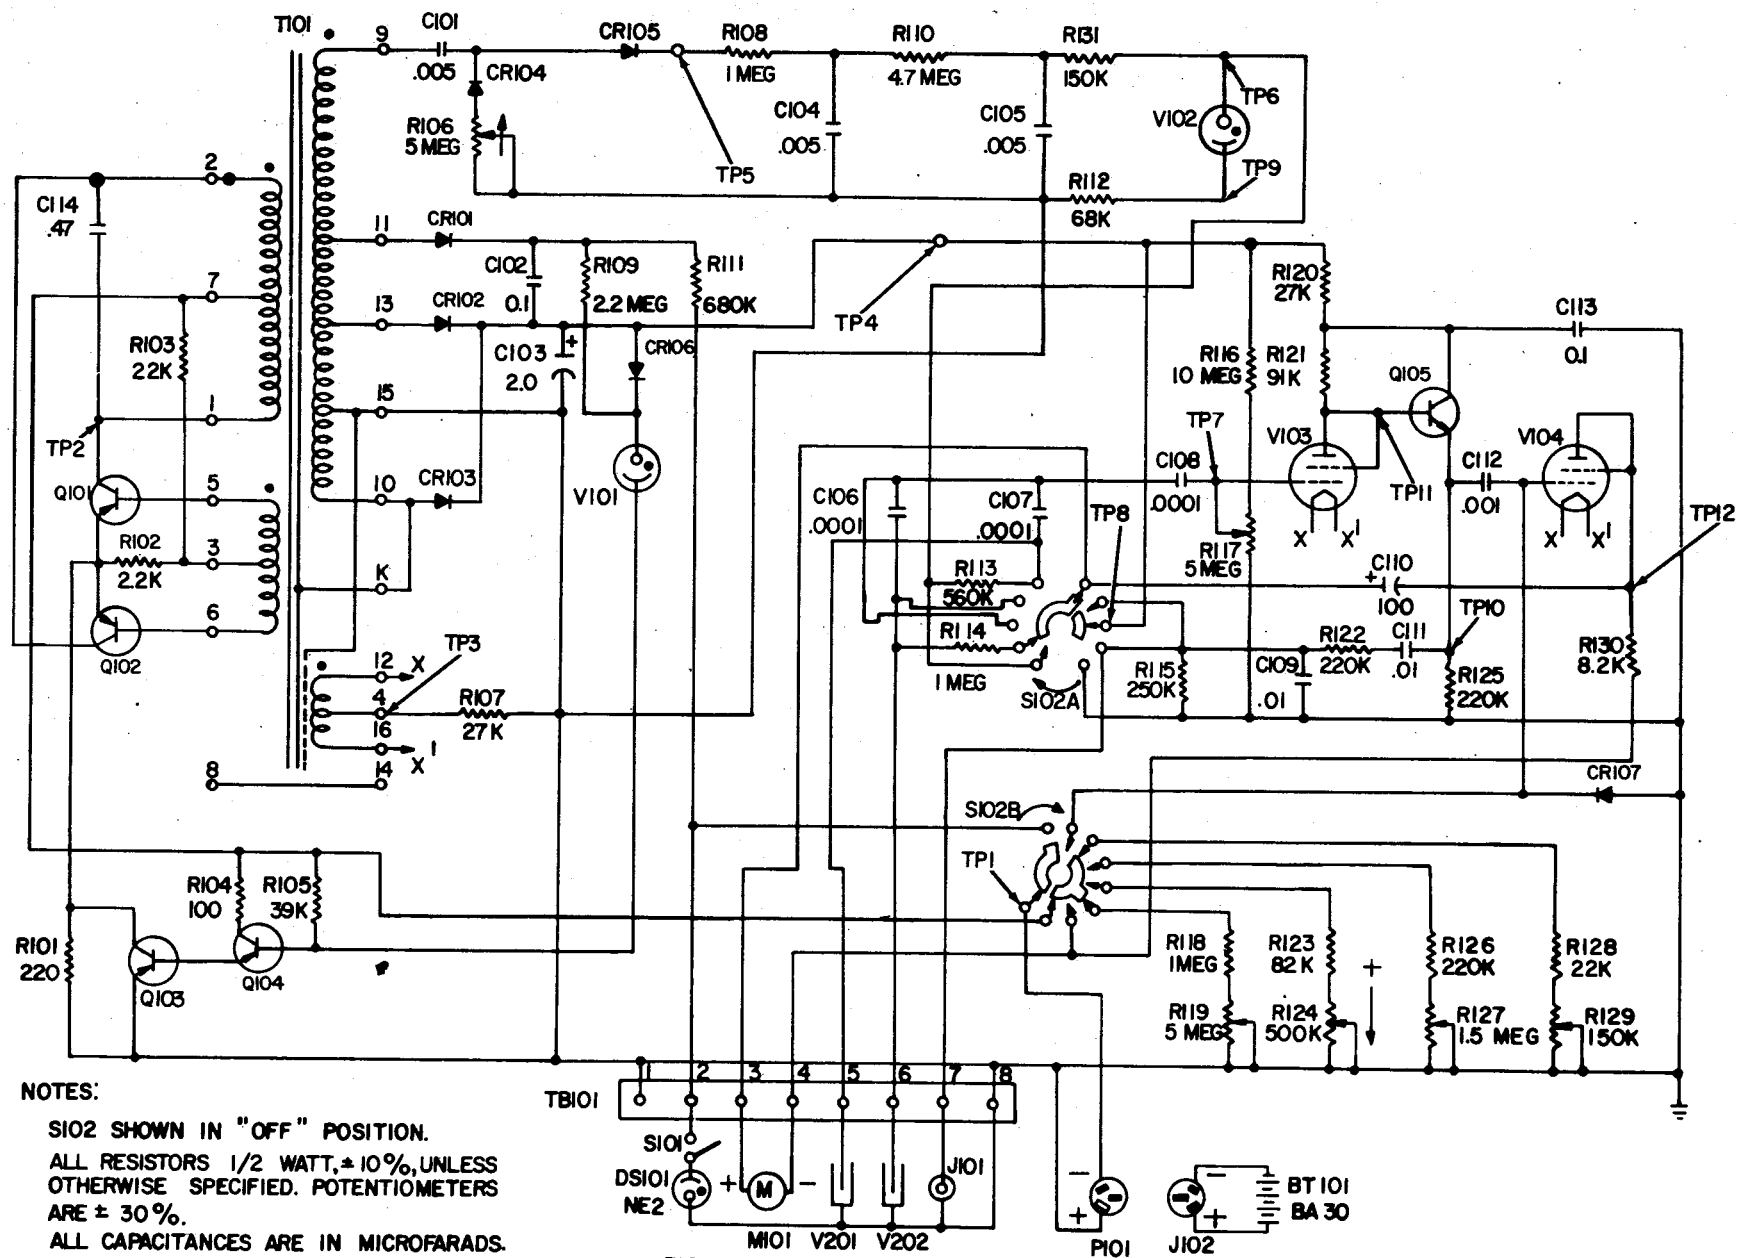 T101
9
C101
.005
CR104
R106
5 MEG
CR105
TP5
R108
1 MEG
C104
.005
R110
4.7 MEG
C105
.005
R131
150K
TP6
V102
TP9
R112
68K
2
C114
.47
7
R103
22K
1
TP2
Q101
5
R102
2.2K
3
6
Q102
11
CR101
C102
0.1
R109
2.2 MEG
R111
680K
13
CR102
C103
+
2.0
CR106
15
10
CR103
V101
K
12
X
TP3
4
R107
27K
16
X'
8
14
TP4
R120
27K
R116
10 MEG
R121
91K
C113
0.1
Q105
TP7
V103
V104
C106
.0001
C107
.0001
C108
.0001
TP8
TP11
C112
.001
X
X'
X
X'
TP12
R117
5 MEG
R113
560K
+
C110
100
TP10
R114
1 MEG
S102A
R115
250K
C109
.01
R122
220K
C111
.01
R125
220K
R130
8.2K
CR107
S102B
TP1
R104
100
R105
39K
R101
220
Q103
Q104
R118
1MEG
R119
5 MEG
R123
82K
R124
500K
+
R126
220K
R127
1.5 MEG
R128
22K
R129
150K
TB101
1 2 3 4 5 6 7 8
S101
DS101
NE2
+ M -
M101
V201
V202
J101
-
+
P101
-
+
J102
BT101
BA30
NOTES:
S102 SHOWN IN "OFF" POSITION.
ALL RESISTORS 1/2 WATT, ± 10%, UNLESS
OTHERWISE SPECIFIED. POTENTIOMETERS
ARE ± 30%.
ALL CAPACITANCES ARE IN MICROFARADS.